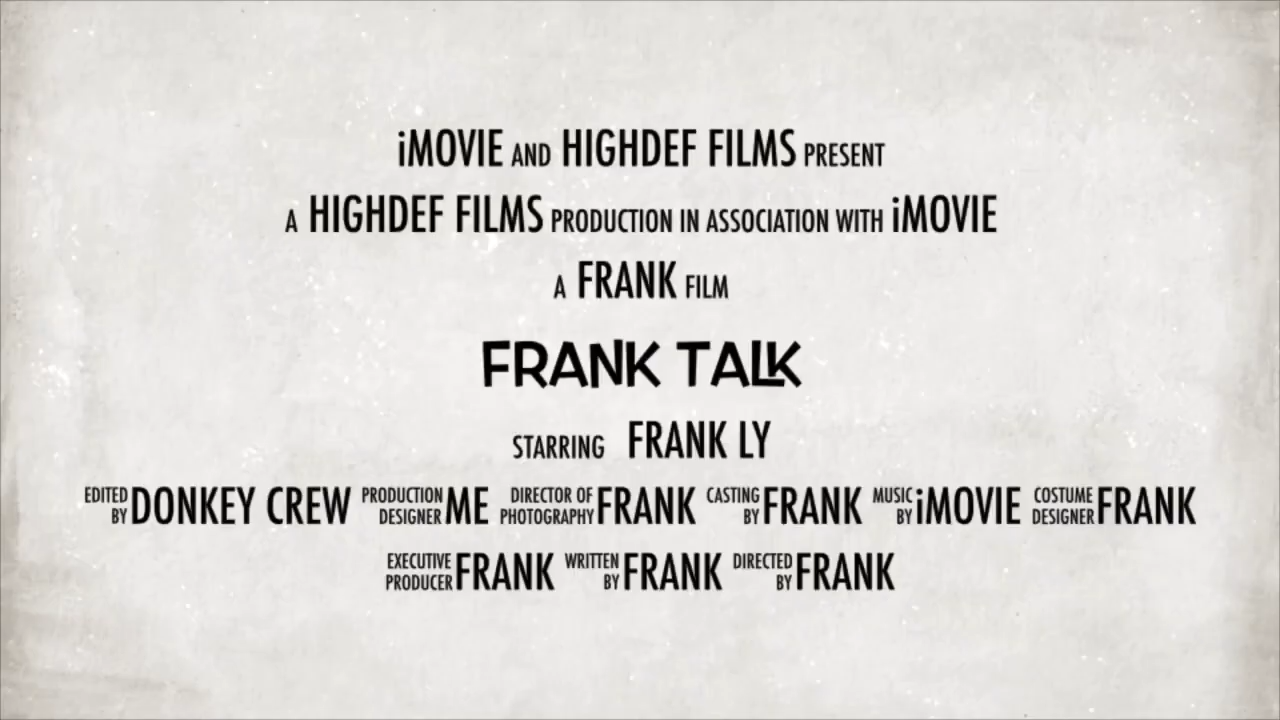 iMOVIE AND HIGHDEF FILMS PRESENT
A HIGHDEF FILMS PRODUCTION IN ASSOCIATION WITH iMOVIE
A FRANK FILM
FRANK TALK
STARRING FRANK LY
EDITED BY DONKEY CREW PRODUCTION DESIGNER ME DIRECTOR OF PHOTOGRAPHY FRANK CASTING BY FRANK MUSIC BY iMOVIE COSTUME DESIGNER FRANK
EXECUTIVE PRODUCER FRANK WRITTEN BY FRANK DIRECTED BY FRANK